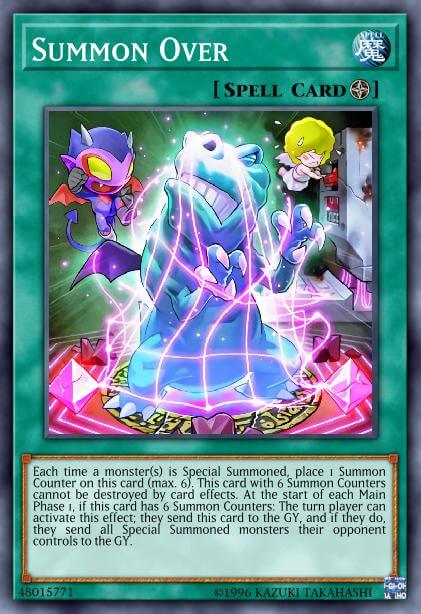 SUMMON OVER
SPELL
魔
[SPELL CARD]
Each time a monster(s) is Special Summoned, place 1 Summon
Counter on this card (max. 6). This card with 6 Summon Counters
cannot be destroyed by card effects. At the start of each Main
Phase 1, if this card has 6 Summon Counters: The turn player can
activate this effect; they send this card to the GY, and if they do,
they send all Special Summoned monsters their opponent
controls to the GY.
48015771
©1996 KAZUKI TAKAHASHI